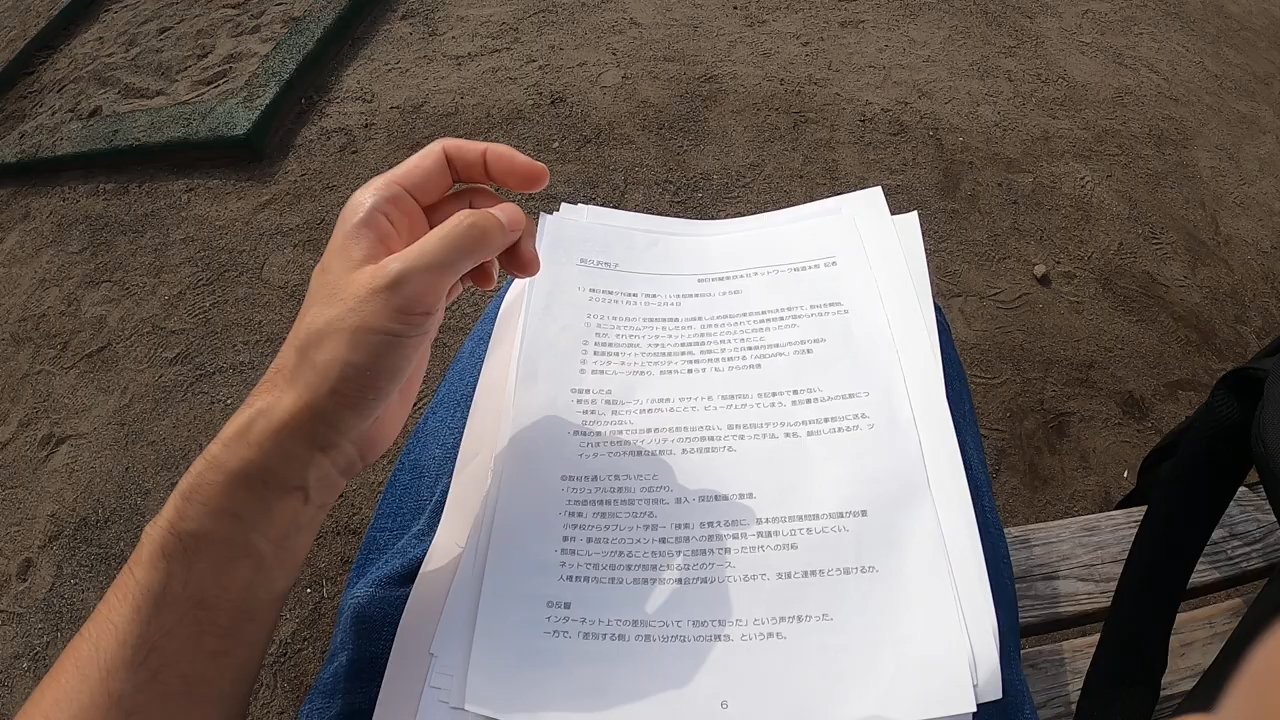 阿久沢悦子
朝日新聞東京本社ネットワーク報道本部 記者
1）朝日新聞夕刊連載「現場へ！いま部落差別は」（全5回）
2022年1月31日〜2月4日
2021年9月の「全国部落調査」出版差し止め訴訟の東京地裁判決を受けて、取材を開始。
① ミニコミでカムアウトをした女性、住所をさらされても損害賠償が認められなかった女
性が、それぞれインターネット上の差別とどのように向き合ったのか。
② 結婚差別の現状、大学生への意識調査から見えてきたこと
③ 動画投稿サイトでの部落差別事例。削除に至った兵庫県丹波篠山市の取り組み
④ インターネット上でポジティブ情報の発信を続ける「ABDARC」の活動
⑤ 部落にルーツがあり、部落外に暮らす「私」からの発信
◎留意した点
・被告名「鳥取ループ」「示現舎」やサイト名「部落探訪」を記事中で書かない。
→検索し、見に行く読者がいることで、ビューが上がってしまう。差別書き込みの拡散につ
ながりかねない。
・原稿の第1段落では当事者の名前を出さない。固有名詞はデジタルの有料記事部分に送る。
これまでも性的マイノリティの方の原稿などで使った手法。実名、顔出しはあるが、ツ
イッターでの不用意な拡散は、ある程度防げる。
◎取材を通して気づいたこと
・「カジュアルな差別」の広がり。
土地価格情報を地図で可視化。潜入・探訪動画の激増。
・「検索」が差別につながる。
小学校からタブレット学習→「検索」を覚える前に、基本的な部落問題の知識が必要
事件・事故などのコメント欄に部落への差別や偏見→異議申し立てをしにくい。
・部落にルーツがあることを知らずに部落外で育った世代への対応
ネットで祖父母の家が部落と知るなどのケース。
人権教育内に埋没し部落学習の機会が減少している中で、支援と連帯をどう届けるか。
◎反響
インターネット上での差別について「初めて知った」という声が多かった。
一方で、「差別する側」の言い分がないのは残念、という声も。
6